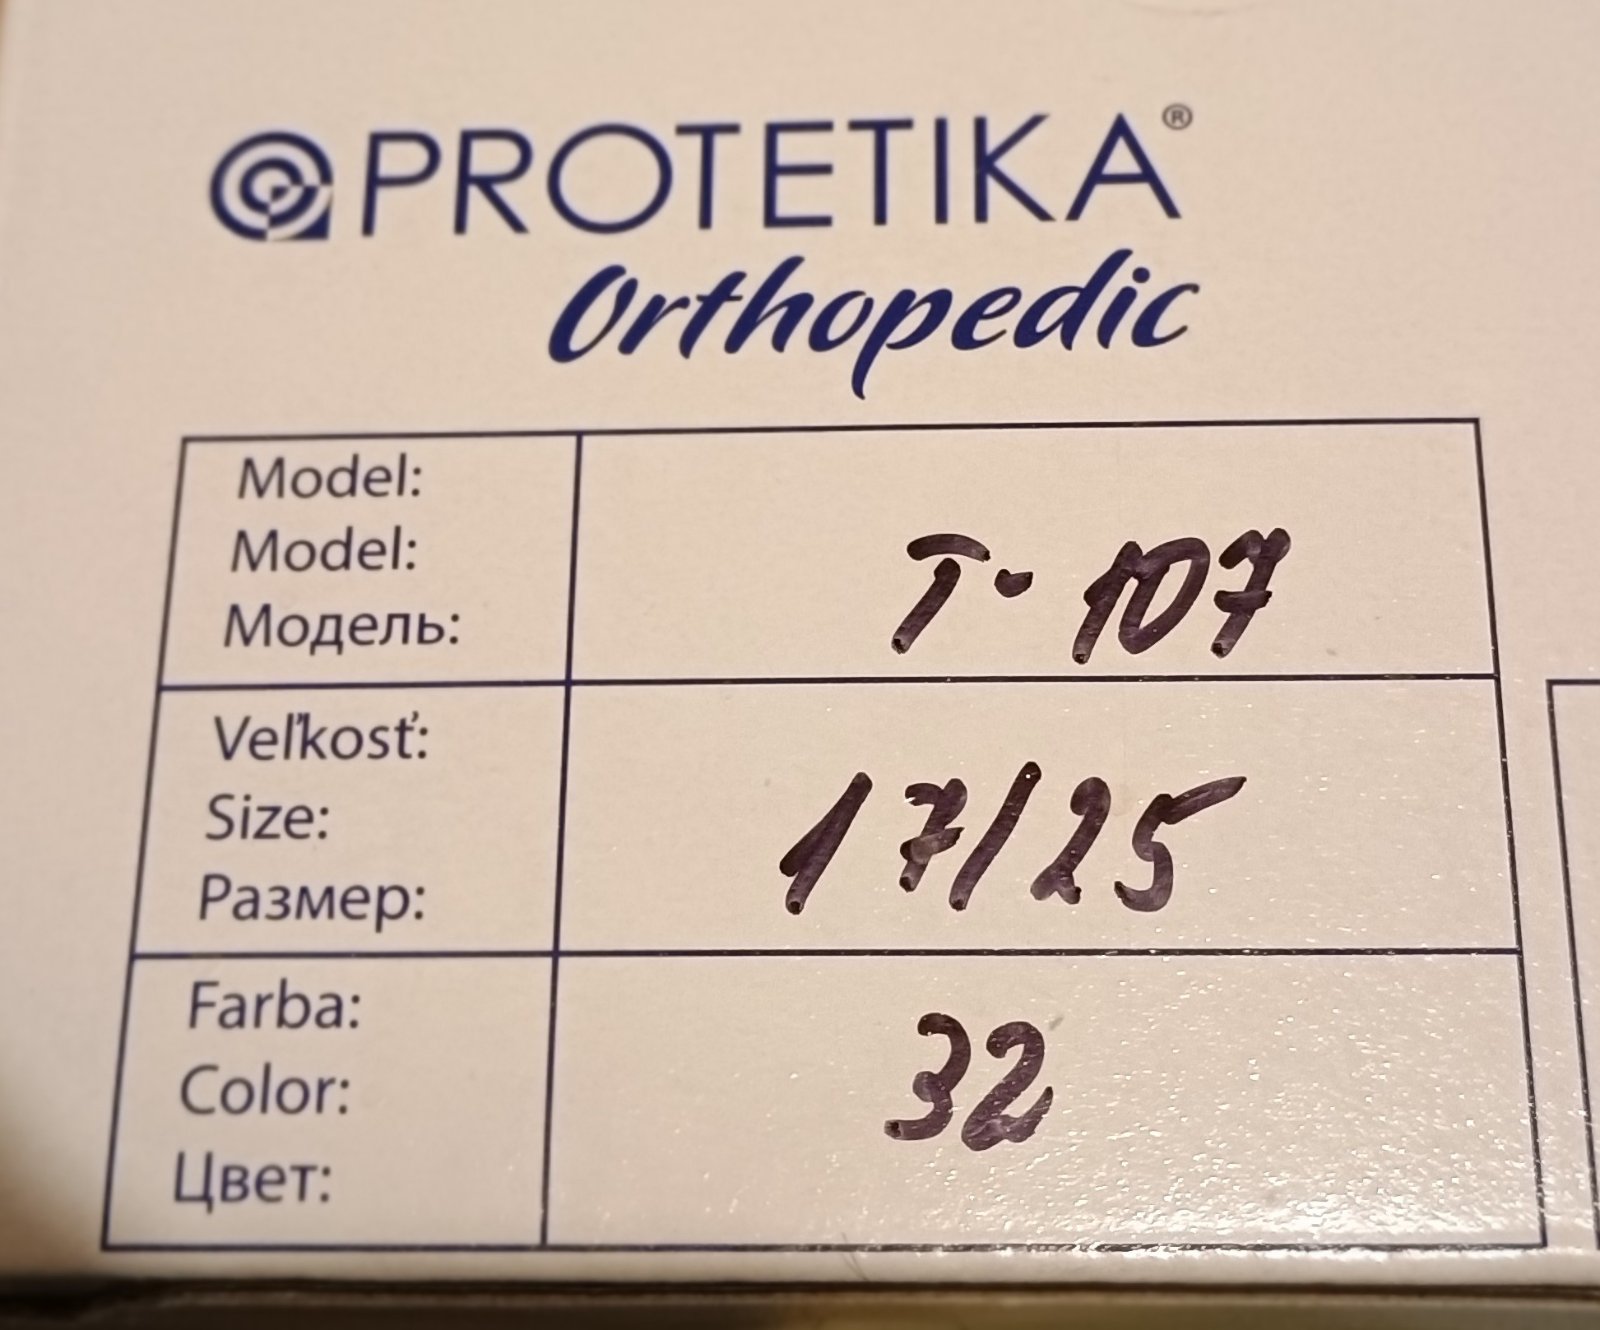 PROTETIKA®
Orthopedic
Model:
Model:
Модель:
T-107
Veľkosť:
Size:
Размер:
17/25
Farba:
Color:
Цвет:
32